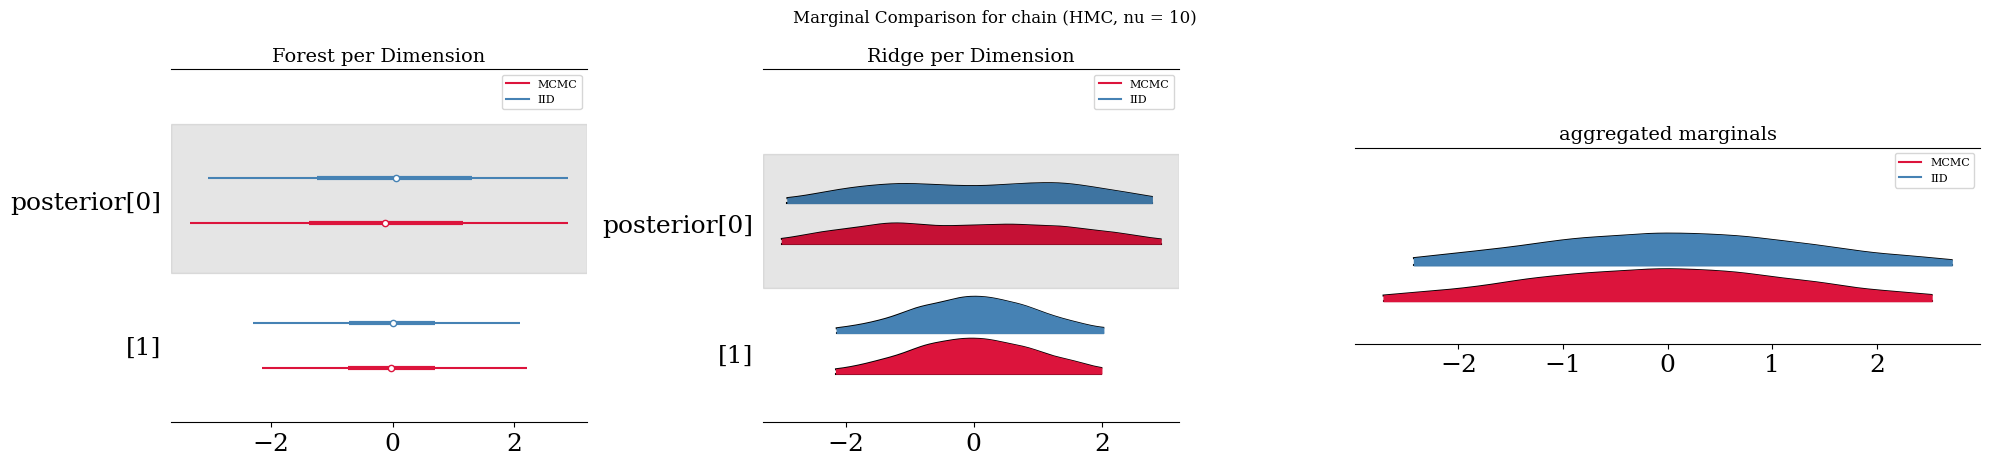 Marginal Comparison for chain (HMC, nu = 10)
Forest per Dimension
MCMC
IID
posterior[0]
[1]
−2 0 2
Ridge per Dimension
MCMC
IID
posterior[0]
[1]
−2 0 2
aggregated marginals
MCMC
IID
−2 −1 0 1 2